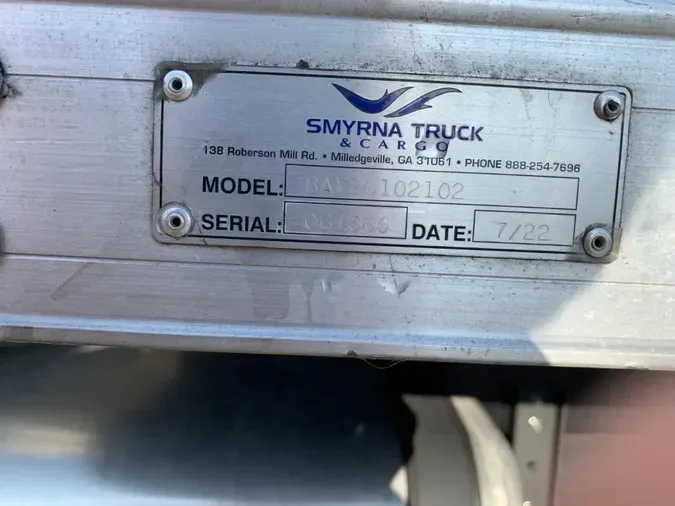 SMYRNA TRUCK
& CARGO
138 Roberson Mill Rd. • Milledgeville, GA 31061 • PHONE 888-254-7696
MODEL:
SERIAL: DATE: 7/22